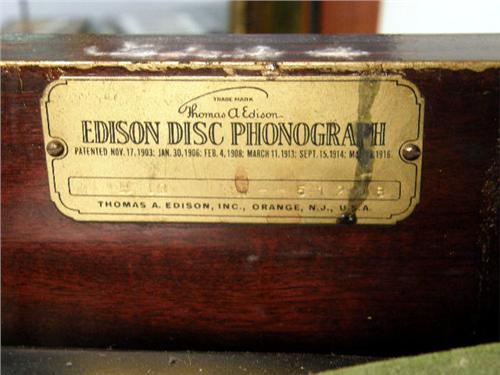 TRADE MARK
Thomas A Edison
EDISON DISC PHONOGRAPH
PATENTED NOV. 17, 1903; JAN. 30, 1906; FEB. 4, 1908; MARCH 11, 1913; SEPT. 15, 1914; 1916.
THOMAS A. EDISON, INC., ORANGE, N.J., U.S.A.